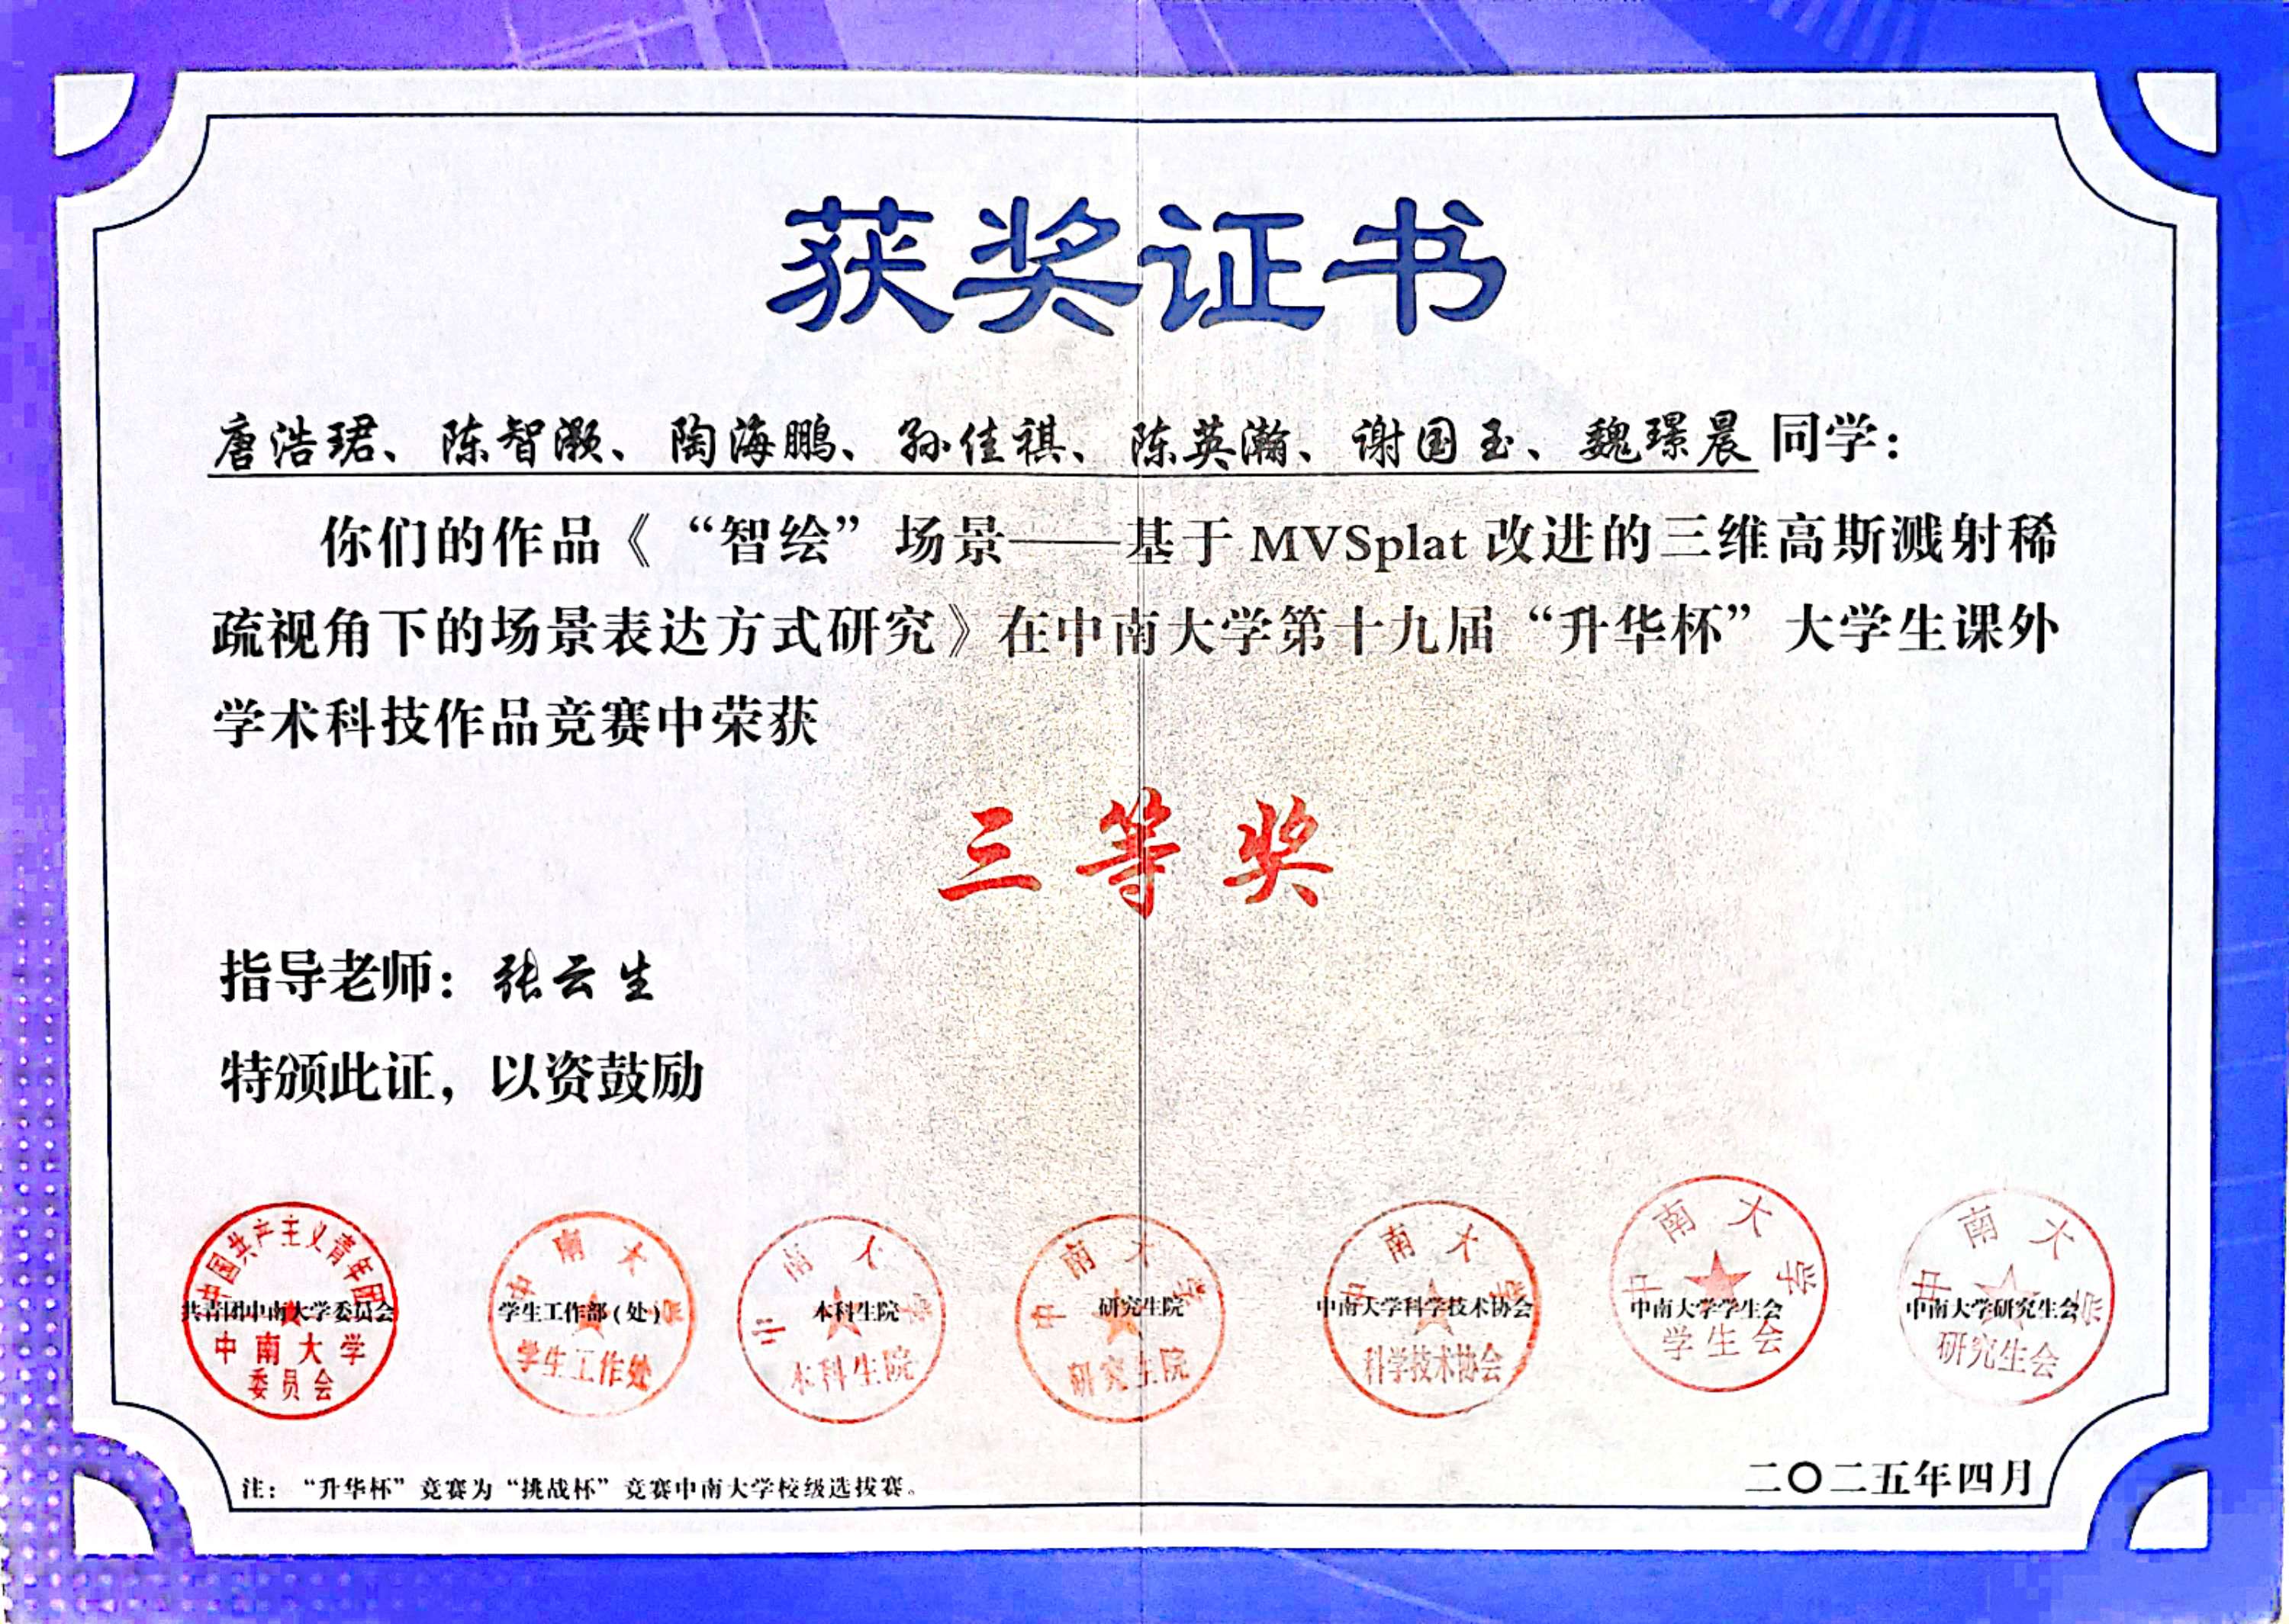 获奖证书
唐浩珺、陈智灏、陶海鹏、孙佳祺、陈英瀚、谢国玉、魏璟晨 同学：
你们的作品《“智绘”场景——基于 MVSplat 改进的三维高斯溅射稀
疏视角下的场景表达方式研究》在中南大学第十九届“升华杯”大学生课外
学术科技作品竞赛中荣获
三等奖
指导老师：张云生
特颁此证，以资鼓励
中国共产主义青年团
中南大学
委员会
共青团中南大学委员会
中南大学
学生工作部（处）
学生工作处
中南大学
本科生院
本科生院
中南大学
研究生院
研究生院
中南大学
中南大学科学技术协会
科学技术协会
中南大学
中南大学学生会
学生会
中南大学
中南大学研究生会
研究生会
注：“升华杯”竞赛为“挑战杯”竞赛中南大学校级选拔赛。
二〇二五年四月